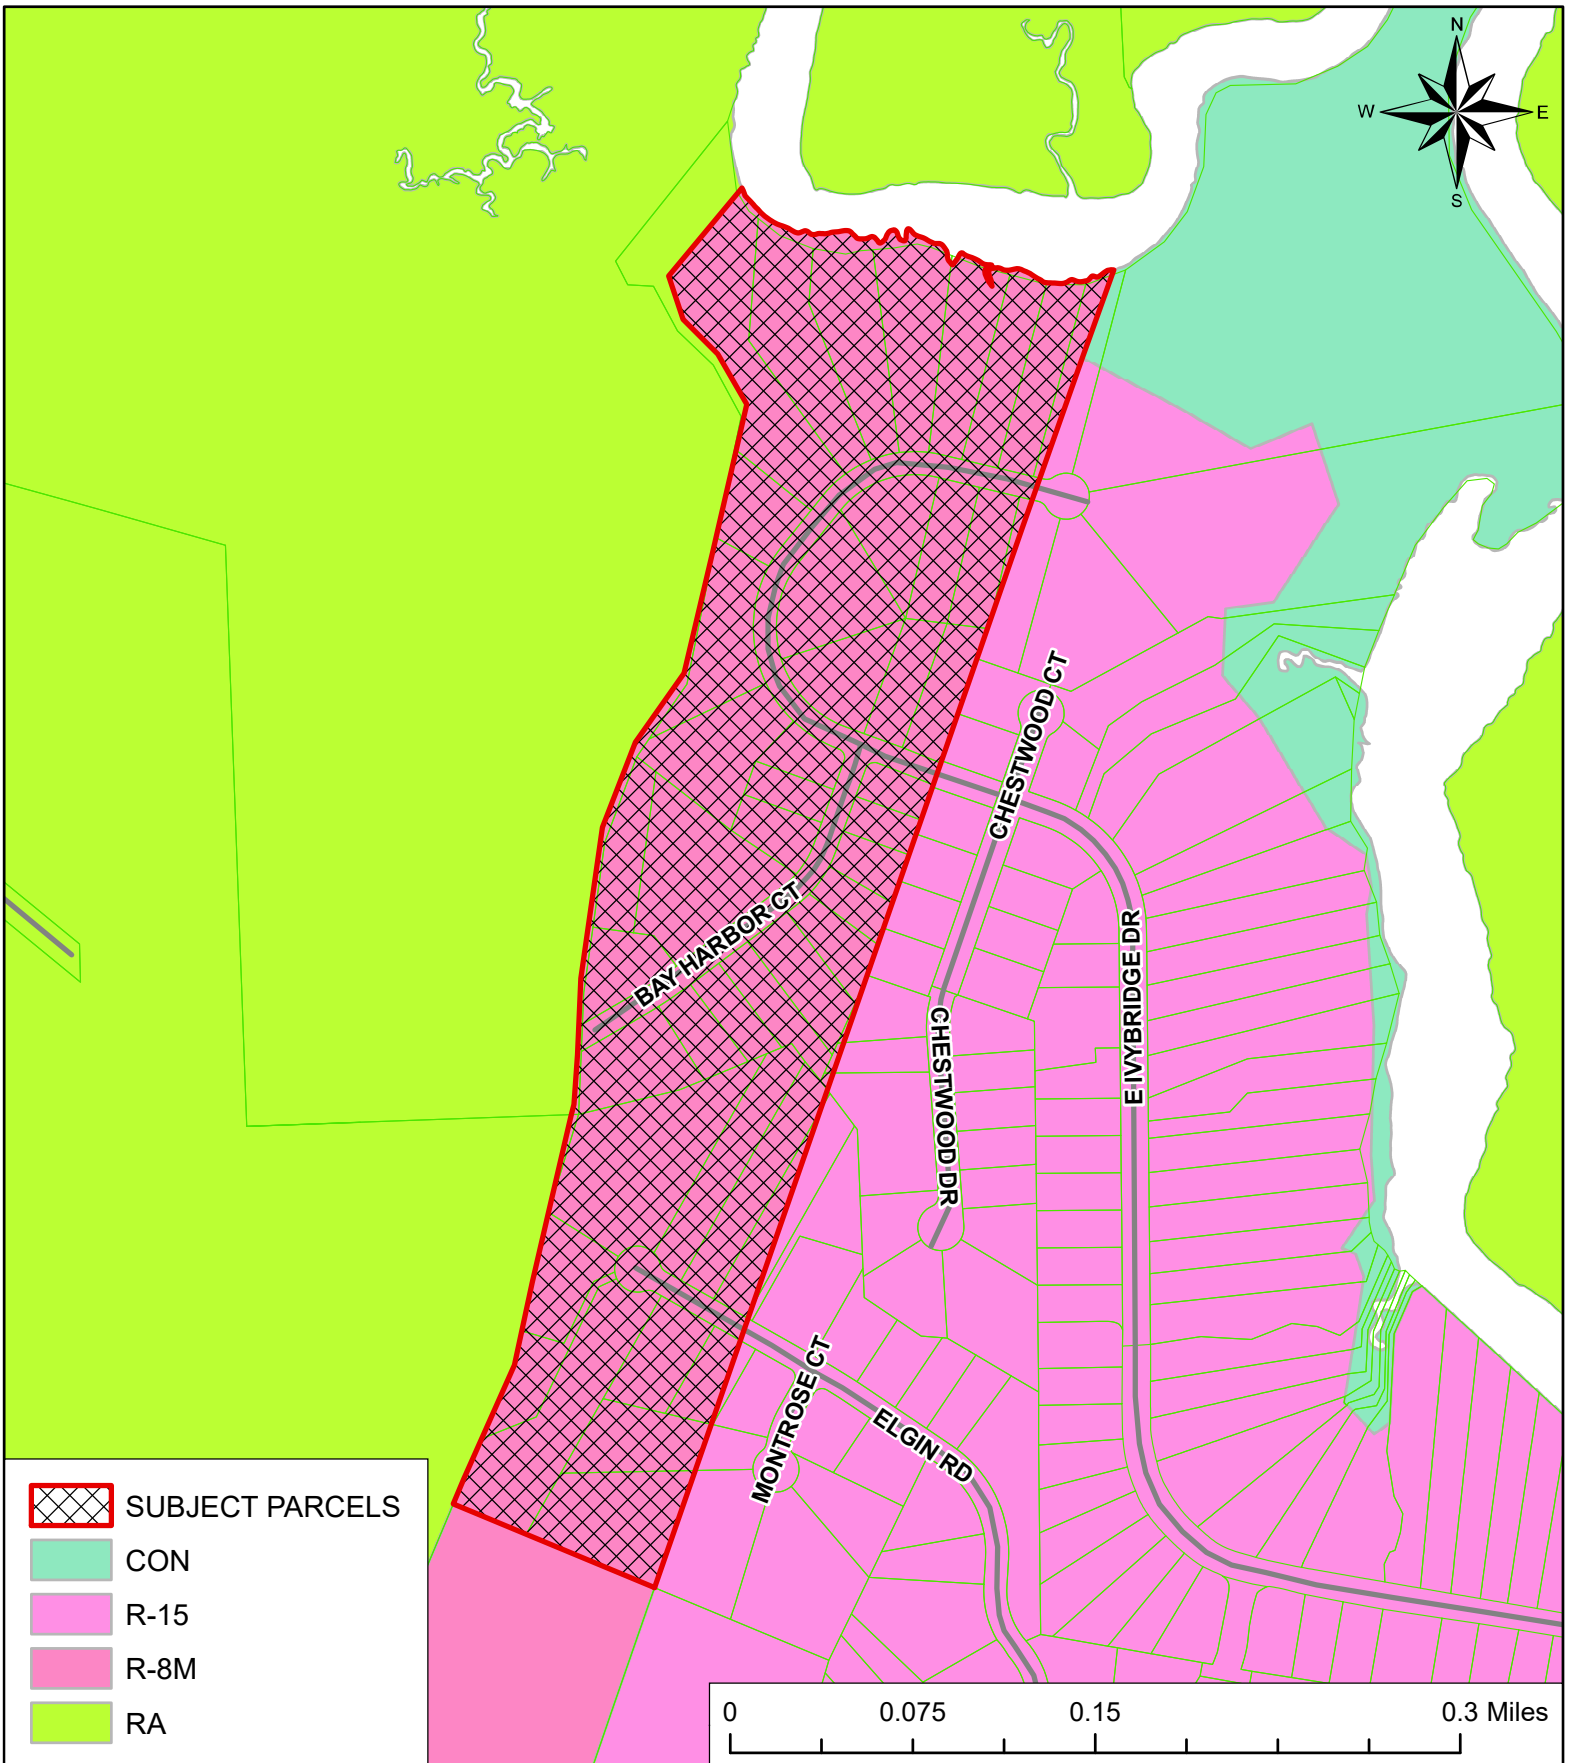 N
W E
S
CHESTWOOD CT
BAY HARBOR CT
E IVYBRIDGE DR
CHESTWOOD DR
MONTROSE CT
ELGIN RD
SUBJECT PARCELS
CON
R-15
R-8M
RA
0 0.075 0.15 0.3 Miles